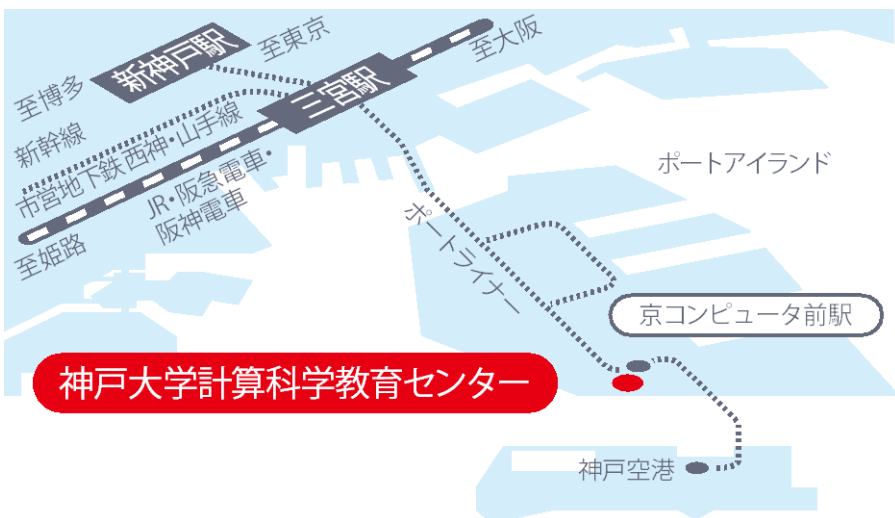 新神戸駅
至東京
至大阪
至博多
三宮駅
新幹線
市営地下鉄 西神・山手線
JR・阪急電車・
阪神電車
至姫路
ポートアイランド
ポートライナー
京コンピュータ前駅
神戸大学計算科学教育センター
神戸空港